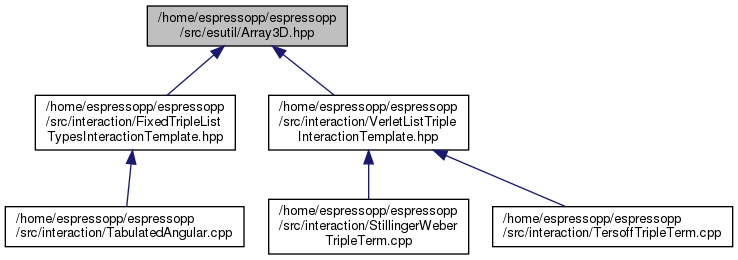 /home/espressopp/espressopp
/src/esutil/Array3D.hpp
/home/espressopp/espressopp
/src/interaction/FixedTripleList
TypesInteractionTemplate.hpp
/home/espressopp/espressopp
/src/interaction/VerletListTriple
InteractionTemplate.hpp
/home/espressopp/espressopp
/src/interaction/TabulatedAngular.cpp
/home/espressopp/espressopp
/src/interaction/StillingerWeber
TripleTerm.cpp
/home/espressopp/espressopp
/src/interaction/TersoffTripleTerm.cpp